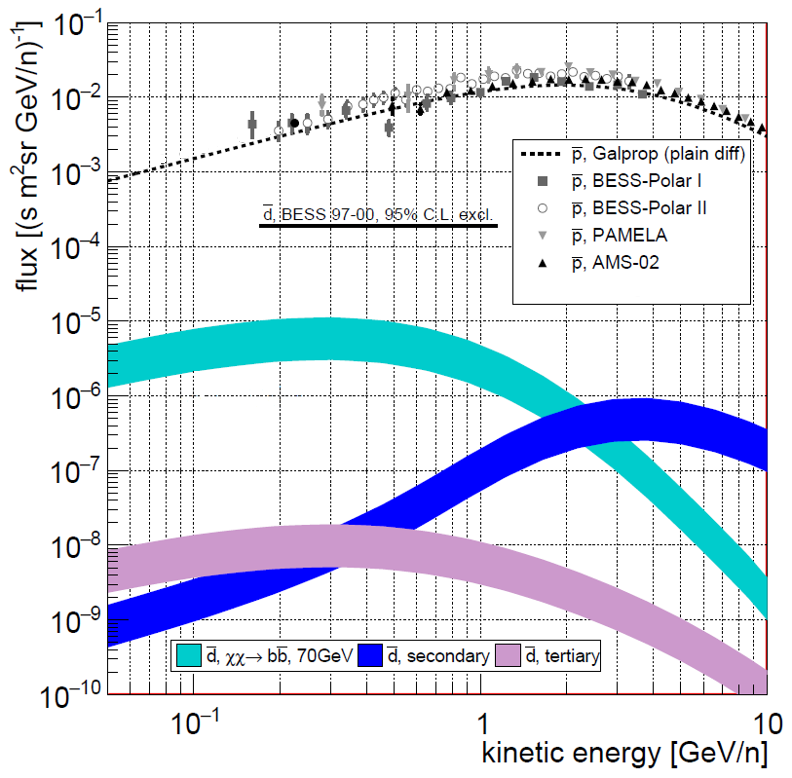 flux [(s m²sr GeV/n)⁻¹]
10⁻¹
10⁻²
10⁻³
10⁻⁴
10⁻⁵
10⁻⁶
10⁻⁷
10⁻⁸
10⁻⁹
10⁻¹⁰
p̅, Galprop (plain diff)
p̅, BESS-Polar I
p̅, BESS-Polar II
p̅, PAMELA
p̅, AMS-02
d̅, BESS 97-00, 95% C.L. excl.
d̅, χχ→ bb̅, 70GeV d̅, secondary d̅, tertiary
10⁻¹ 1 10
kinetic energy [GeV/n]